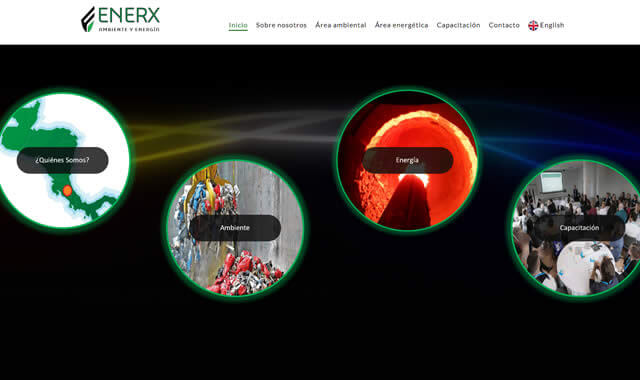 ENERX
AMBIENTE Y ENERGÍA
Inicio Sobre nosotros Área ambiental Área energética Capacitación Contacto English
¿Quiénes Somos?
Energía
Ambiente
Capacitación